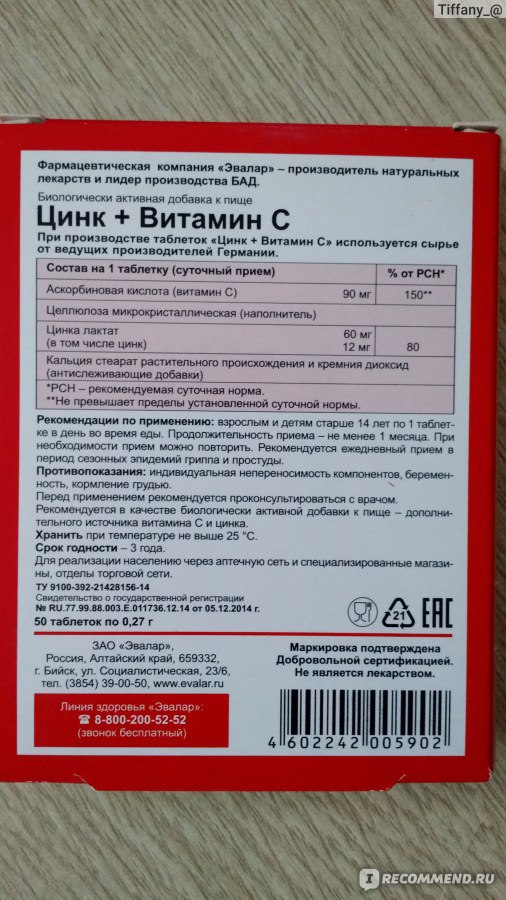 Tiffany_@
Фармацевтическая компания «Эвалар» – производитель натуральных
лекарств и лидер производства БАД.
Биологически активная добавка к пище
Цинк + Витамин С
При производстве таблеток «Цинк + Витамин С» используется сырье
от ведущих производителей Германии.
Состав на 1 таблетку (суточный прием) % от РСН*
Аскорбиновая кислота (витамин С) 90 мг 150**
Целлюлоза микрокристаллическая (наполнитель)
Цинка лактат 60 мг
(в том числе цинк) 12 мг 80
Кальция стеарат растительного происхождения и кремния диоксид
(антислеживающие добавки)
*РСН – рекомендуемая суточная норма.
**Не превышает пределы установленной суточной нормы.
Рекомендации по применению: взрослым и детям старше 14 лет по 1 таблет-
ке в день во время еды. Продолжительность приема – не менее 1 месяца. При
необходимости прием можно повторить. Рекомендуется ежедневный прием в
период сезонных эпидемий гриппа и простуды.
Противопоказания: индивидуальная непереносимость компонентов, беремен-
ность, кормление грудью.
Перед применением рекомендуется проконсультироваться с врачом.
Рекомендуется в качестве биологически активной добавки к пище – дополни-
тельного источника витамина С и цинка.
Хранить при температуре не выше 25 °С.
Срок годности – 3 года.
Для реализации населению через аптечную сеть и специализированные магази-
ны, отделы торговой сети.
ТУ 9100-392-21428156-14
Свидетельство о государственной регистрации
№ RU.77.99.88.003.Е.011736.12.14 от 05.12.2014 г.
50 таблеток по 0,27 г
21
EAC
ЗАО «Эвалар»,
Россия, Алтайский край, 659332,
г. Бийск, ул. Социалистическая, 23/6,
тел. (3854) 39-00-50, www.evalar.ru
Линия здоровья «Эвалар»:
☎ 8-800-200-52-52
(звонок бесплатный)
Маркировка подтверждена
Добровольной сертификацией.
Не является лекарством.
4 602242 005902
IRECOMMEND.RU